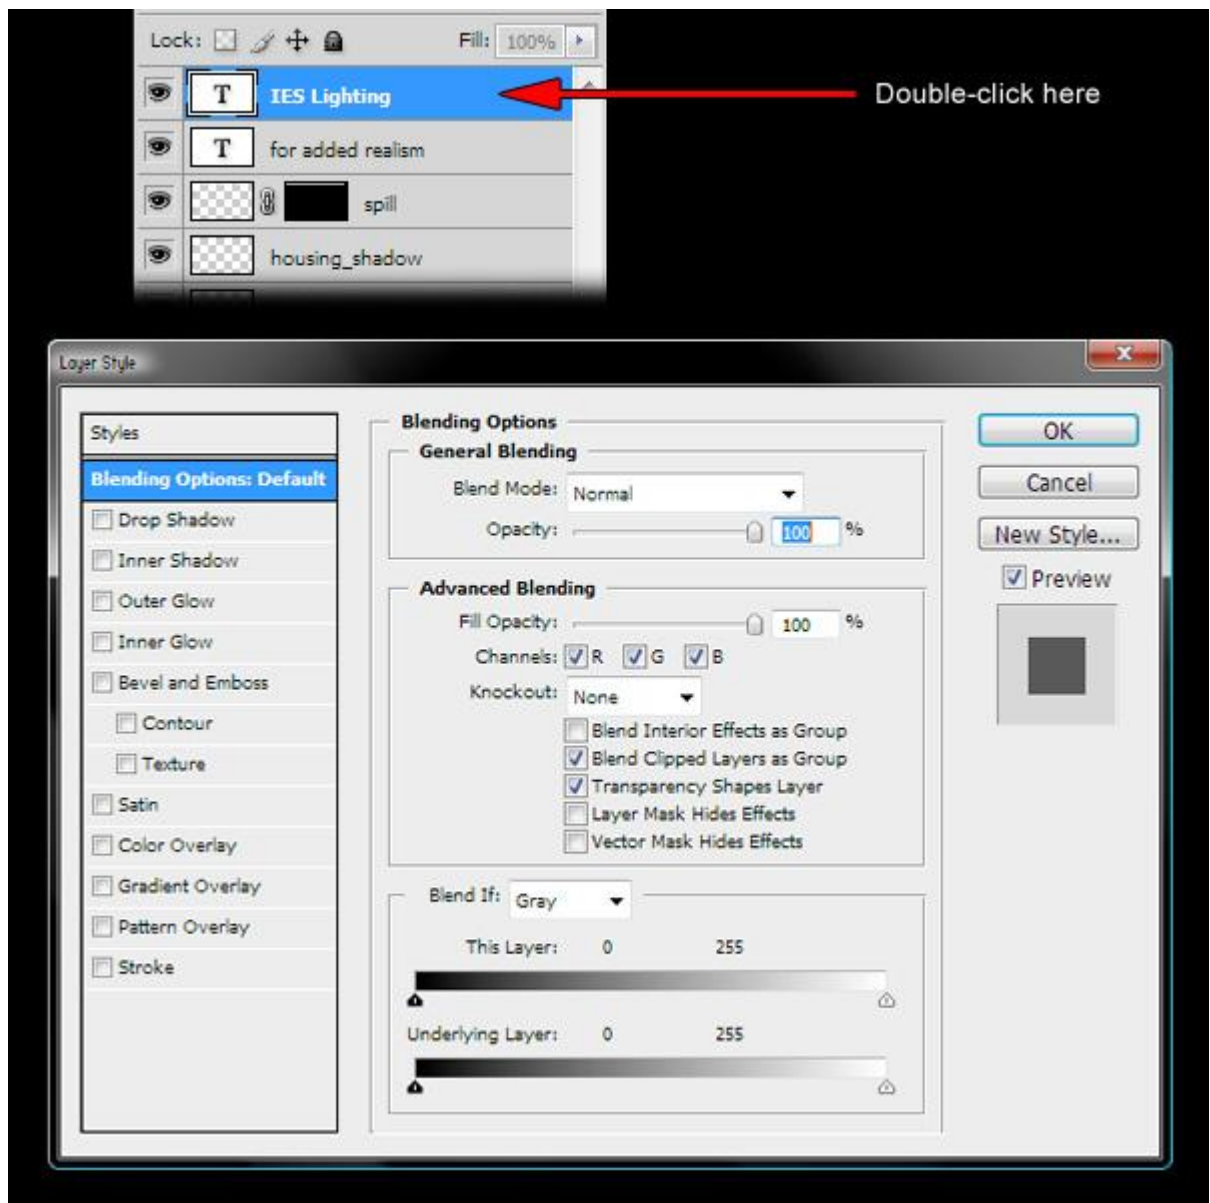 Lock: Fill: 100%
T IES Lighting
Double-click here
T for added realism
spill
housing_shadow
Layer Style
Styles
Blending Options: Default
Drop Shadow
Inner Shadow
Outer Glow
Inner Glow
Bevel and Emboss
Contour
Texture
Satin
Color Overlay
Gradient Overlay
Pattern Overlay
Stroke
Blending Options
General Blending
Blend Mode: Normal
Opacity: 100 %
Advanced Blending
Fill Opacity: 100 %
Channels: R G B
Knockout: None
Blend Interior Effects as Group
Blend Clipped Layers as Group
Transparency Shapes Layer
Layer Mask Hides Effects
Vector Mask Hides Effects
Blend If: Gray
This Layer: 0 255
Underlying Layer: 0 255
OK
Cancel
New Style...
Preview